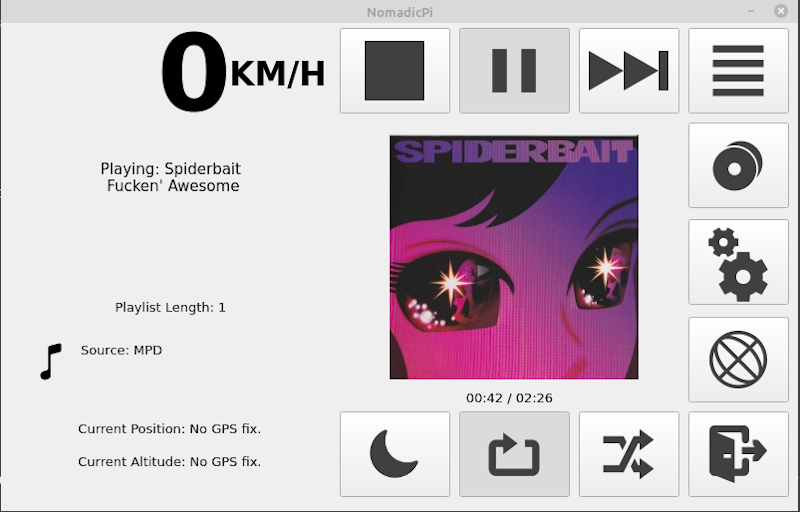 NomadicPi
0KM/H
Playing: Spiderbait
Fucken' Awesome
SPIDERBAIT
Playlist Length: 1
Source: MPD
00:42 / 02:26
Current Position: No GPS fix.
Current Altitude: No GPS fix.